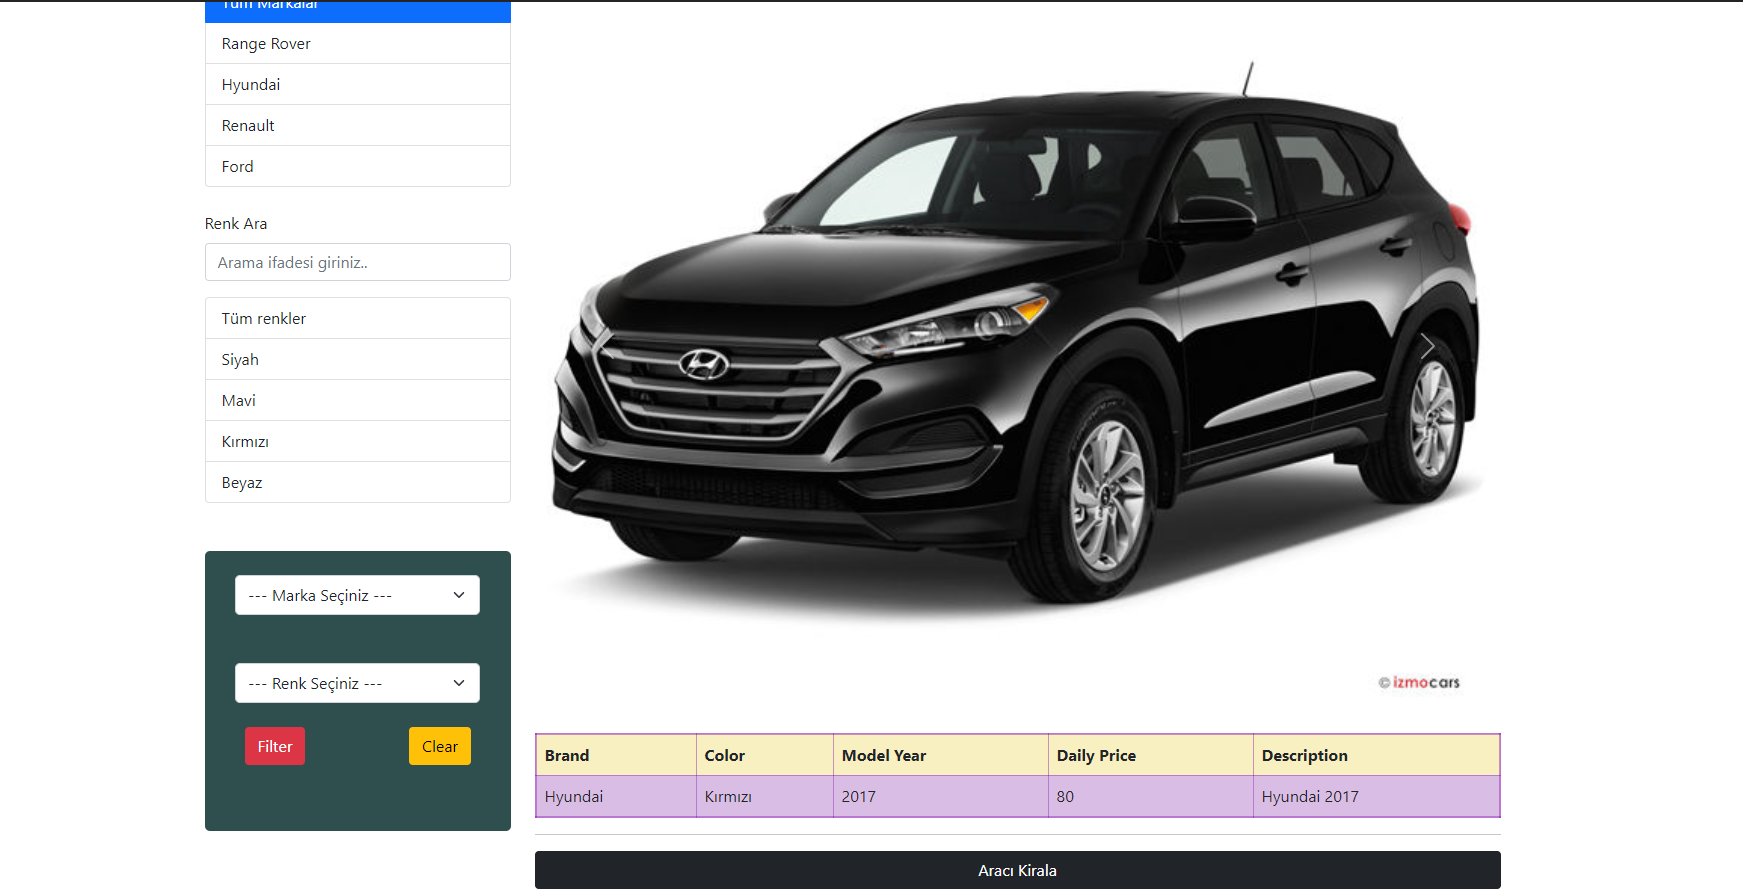 Tüm Markalar
Range Rover
Hyundai
Renault
Ford
Renk Ara
Arama ifadesi giriniz..
Tüm renkler
Siyah
Mavi
Kırmızı
Beyaz
--- Marka Seçiniz ---
--- Renk Seçiniz ---
Filter Clear
© izmocars
Brand Color Model Year Daily Price Description
Hyundai Kırmızı 2017 80 Hyundai 2017
Aracı Kirala